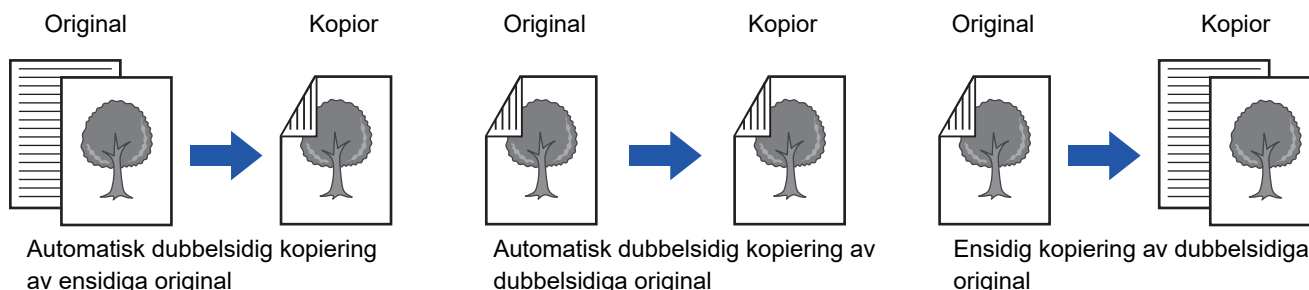 Original
Kopior
Original
Kopior
Original
Kopior
Automatisk dubbelsidig kopiering
av ensidiga original
Automatisk dubbelsidig kopiering av
dubbelsidiga original
Ensidig kopiering av dubbelsidiga
original